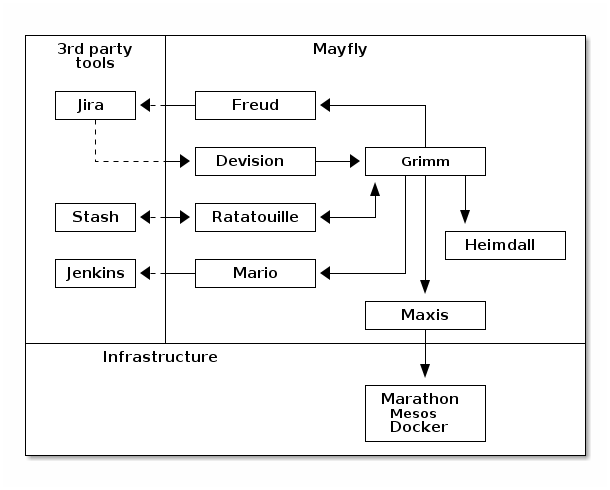 3rd party
tools
Mayfly
Jira
Freud
Devision
Grimm
Stash
Ratatouille
Heimdall
Jenkins
Mario
Maxis
Infrastructure
Marathon
Mesos
Docker